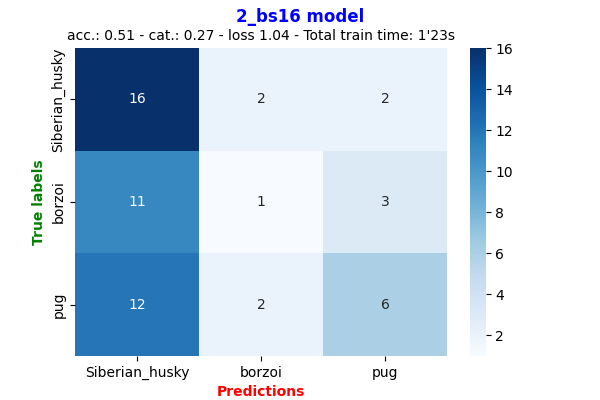 2_bs16 model
acc.: 0.51 - cat.: 0.27 - loss 1.04 - Total train time: 1'23s
True labels
Siberian_husky
16 2 2
borzoi
11 1 3
pug
12 2 6
Siberian_husky borzoi pug
Predictions
16
14
12
10
8
6
4
2